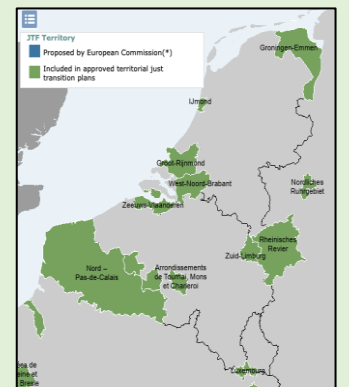 JTF Territory
Proposed by European Commission(*)
Included in approved territorial just
transition plans
Groningen-Emmen
IJmond
Groot-Rijnmond
West-Noord-Brabant
Zeeuws-Vlaanderen
Nördliches
Ruhrgebiet
Rheinisches
Revier
Zuid-Limburg
Nord –
Pas-de-Calais
Arrondissements
de Tournai, Mons
et Charleroi
Luxemburg